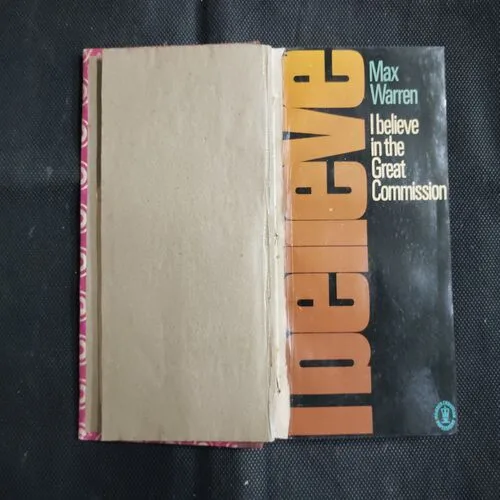 I believe
Max
Warren
I believe
in the
Great
Commission